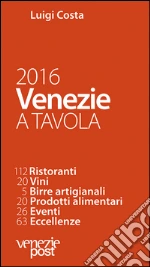 Luigi Costa
2016
Venezie
A TAVOLA
112 Ristoranti
20 Vini
5 Birre artigianali
20 Prodotti alimentari
26 Eventi
63 Eccellenze
venezie
post